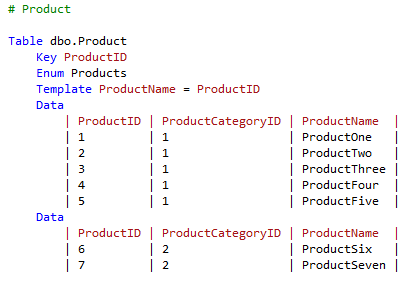 # Product
Table dbo.Product
Key ProductID
Enum Products
Template ProductName = ProductID
Data
| ProductID | ProductCategoryID | ProductName |
| 1 | 1 | ProductOne |
| 2 | 1 | ProductTwo |
| 3 | 1 | ProductThree |
| 4 | 1 | ProductFour |
| 5 | 1 | ProductFive |
Data
| ProductID | ProductCategoryID | ProductName |
| 6 | 2 | ProductSix |
| 7 | 2 | ProductSeven |